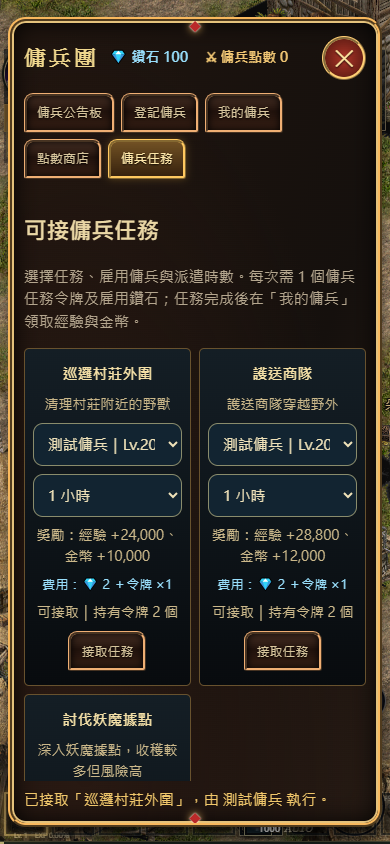 傭兵團 💎 鑽石 100 ⚔ 傭兵點數 0
傭兵公告板 登記傭兵 我的傭兵
點數商店 傭兵任務
可接傭兵任務
選擇任務、雇用傭兵與派遣時數。每次需 1 個傭兵
任務令牌及雇用鑽石；任務完成後在「我的傭兵」
領取經驗與金幣。
巡邏村莊外圍
清理村莊附近的野獸
測試傭兵 | Lv.20
1 小時
獎勵：經驗 +24,000、
金幣 +10,000
費用：💎 2 + 令牌 ×1
可接取 | 持有令牌 2 個
接取任務
護送商隊
護送商隊穿越野外
測試傭兵 | Lv.20
1 小時
獎勵：經驗 +28,800、
金幣 +12,000
費用：💎 2 + 令牌 ×1
可接取 | 持有令牌 2 個
接取任務
討伐妖魔據點
深入妖魔據點，收穫較
多但風險高
已接取「巡邏村莊外圍」，由 測試傭兵 執行。